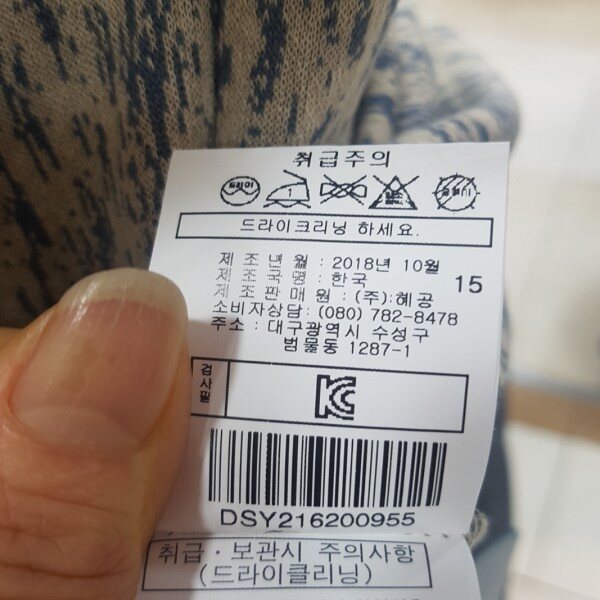 취급주의
드라이크리닝 하세요.
제 조 년 월 : 2018년 10월
제 조 국 명 : 한국 15
제 조 판 매 원 : (주);혜공
소비자상담: (080) 782-8478
주소 : 대구광역시 수성구
범물동 1287-1
검사필
KC
DSY216200955
취급·보관시 주의사항
(드라이클리닝)